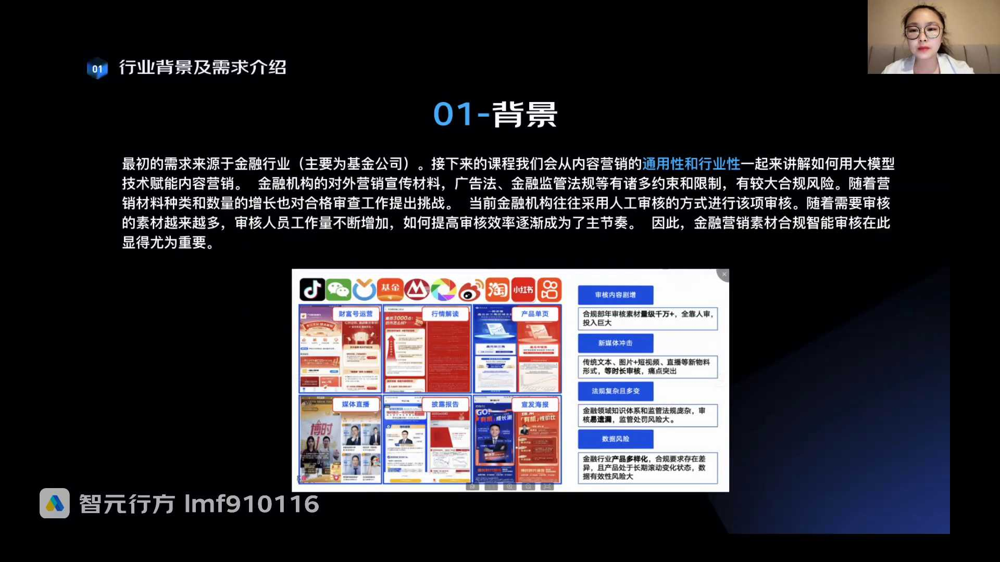 01 行业背景及需求介绍
01-背景
最初的需求来源于金融行业（主要为基金公司）。接下来的课程我们会从内容营销的通用性和行业性一起来讲解如何用大模型
技术赋能内容营销。 金融机构的对外营销宣传材料，广告法、金融监管法规等有诸多约束和限制，有较大合规风险。随着营
销材料种类和数量的增长也对合格审查工作提出挑战。 当前金融机构往往采用人工审核的方式进行该项审核。随着需要审核
的素材越来越多，审核人员工作量不断增加，如何提高审核效率逐渐成为了主节奏。 因此，金融营销素材合规智能审核在此
显得尤为重要。
基金
淘
小红书
财富号运营
行情解读
产品单页
媒体直播
披露报告
宣发海报
博时
GO!
审核内容剧增
合规部年审核素材量级千万+，全靠人审，
投入巨大
新媒体冲击
传统文本、图片+短视频、直播等新物料
形式，等时长审核，痛点突出
法规复杂且多变
金融领域知识体系和监管法规庞杂，审
核易遗漏，监管处罚风险大。
数据风险
金融行业产品多样化，合规要求存在差
异，且产品处于长期滚动变化状态，数
据有效性风险大
智元行方 lmf910116